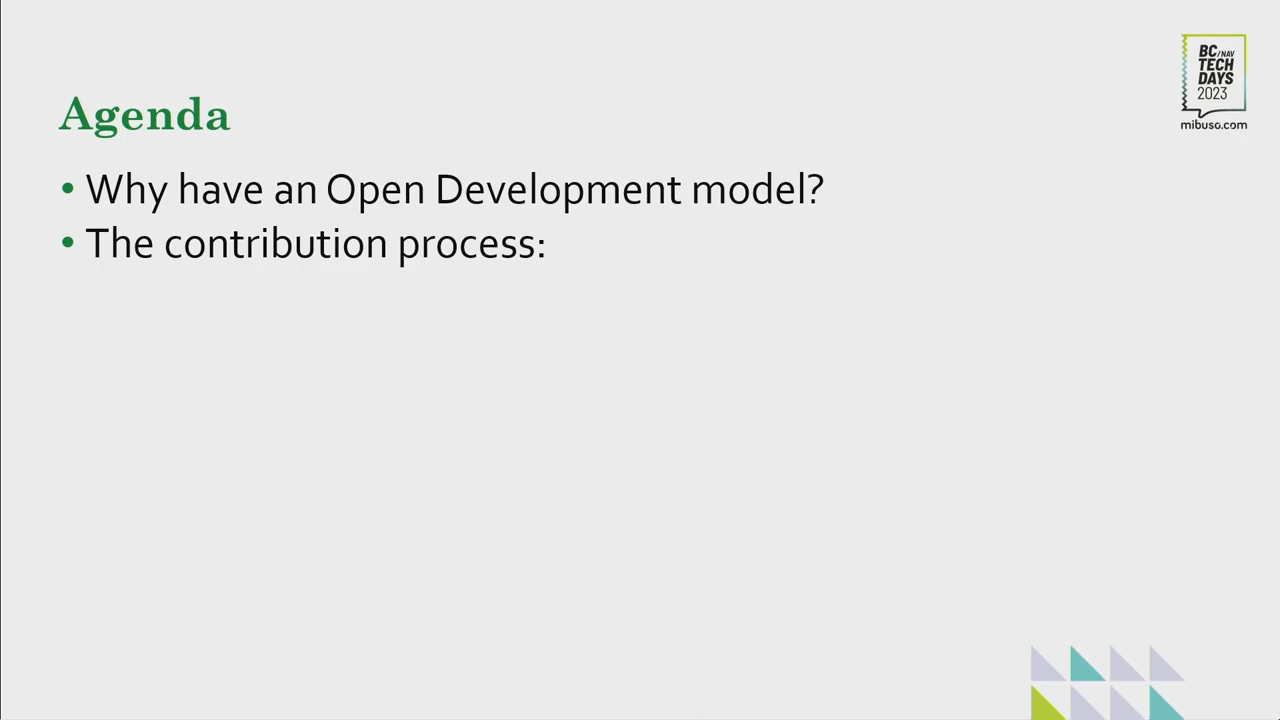 BC/NAV
TECH
DAYS
2023
mibuso.com
Agenda
• Why have an Open Development model?
• The contribution process: